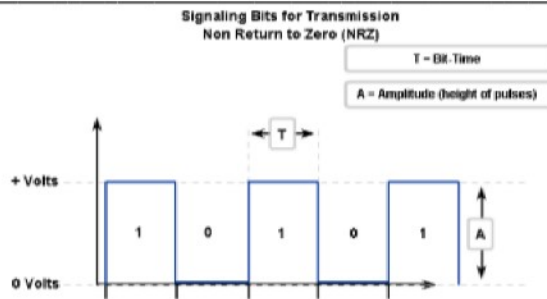 Signaling Bits for Transmission
Non Return to Zero (NRZ)
T = Bit-Time
A = Amplitude (height of pulses)
T
+ Volts
1 0 1 0 1
A
0 Volts